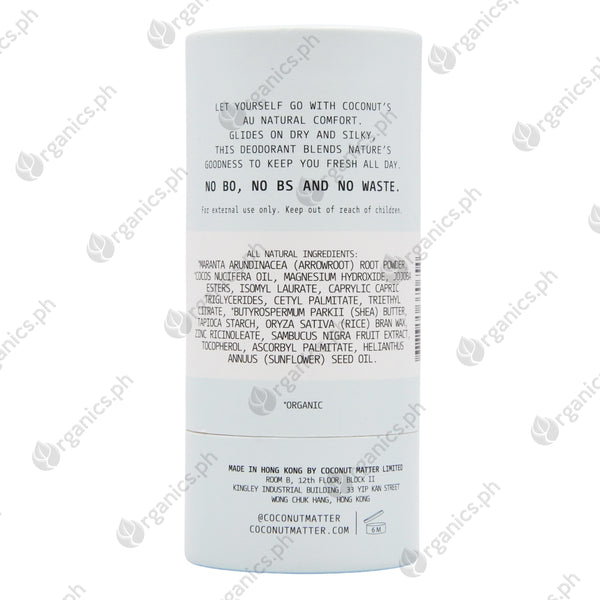 LET YOURSELF GO WITH COCONUT'S
AU NATURAL COMFORT.
GLIDES ON DRY AND SILKY,
THIS DEODORANT BLENDS NATURE'S
GOODNESS TO KEEP YOU FRESH ALL DAY.
NO BO, NO BS AND NO WASTE.
For external use only. Keep out of reach of children.
ALL NATURAL INGREDIENTS:
*MARANTA ARUNDINACEA (ARROWROOT) ROOT POWDER,
*COCOS NUCIFERA OIL, MAGNESIUM HYDROXIDE, JOJOBA
ESTERS, ISOMYL LAURATE, CAPRYLIC CAPRIC
TRIGLYCERIDES, CETYL PALMITATE, TRIETHYL
CITRATE, *BUTYROSPERMUM PARKII (SHEA) BUTTER,
TAPIOCA STARCH, ORYZA SATIVA (RICE) BRAN WAX,
ZINC RICINOLEATE, SAMBUCUS NIGRA FRUIT EXTRACT,
TOCOPHEROL, ASCORBYL PALMITATE, HELIANTHUS
ANNUUS (SUNFLOWER) SEED OIL.
*ORGANIC
MADE IN HONG KONG BY COCONUT MATTER LIMITED
ROOM B, 12th FLOOR, BLOCK II
KINGLEY INDUSTRIAL BUILDING, 33 YIP KAN STREET
WONG CHUK HANG, HONG KONG
@COCONUTMATTER
COCONUTMATTER.COM
6M
Organics.ph